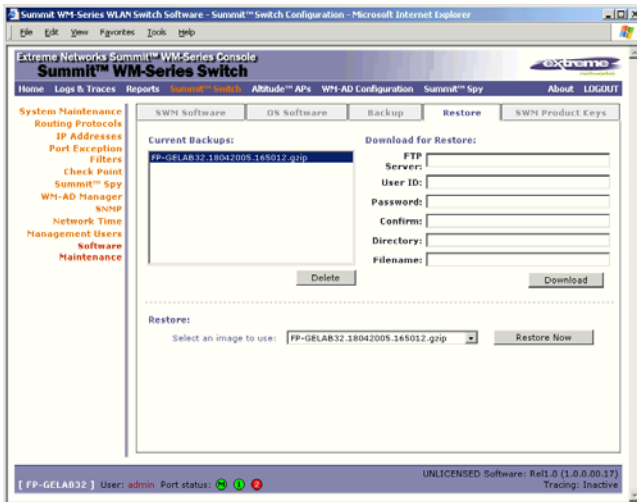 Summit WM-Series WLAN Switch Software - Summit™Switch Configuration - Microsoft Internet Explorer
File Edit View Favorites Tools Help
Extreme Networks Summit™ WM-Series Console
Summit™ WM-Series Switch
extreme
networks
Home Logs & Traces Reports Summit™ Switch Altitude™ APs WM-AD Configuration Summit™ Spy About LOGOUT
System Maintenance
Routing Protocols
IP Addresses
Port Exception Filters
Check Point
Summit™ Spy
WM-AD Manager
SNMP
Network Time
Management Users
Software Maintenance
SWM Software OS Software Backup Restore SWM Product Keys
Current Backups:
FP-GELAB32.18042005.165012.gzip
Delete
Download for Restore:
FTP Server:
User ID:
Password:
Confirm:
Directory:
Filename:
Download
Restore:
Select an image to use: FP-GELAB32.18042005.165012.gzip Restore Now
[ FP-GELAB32 ] User: admin Port status: M 1 2
UNLICENSED Software: Rel1.0 (1.0.0.00.17)
Tracing: Inactive